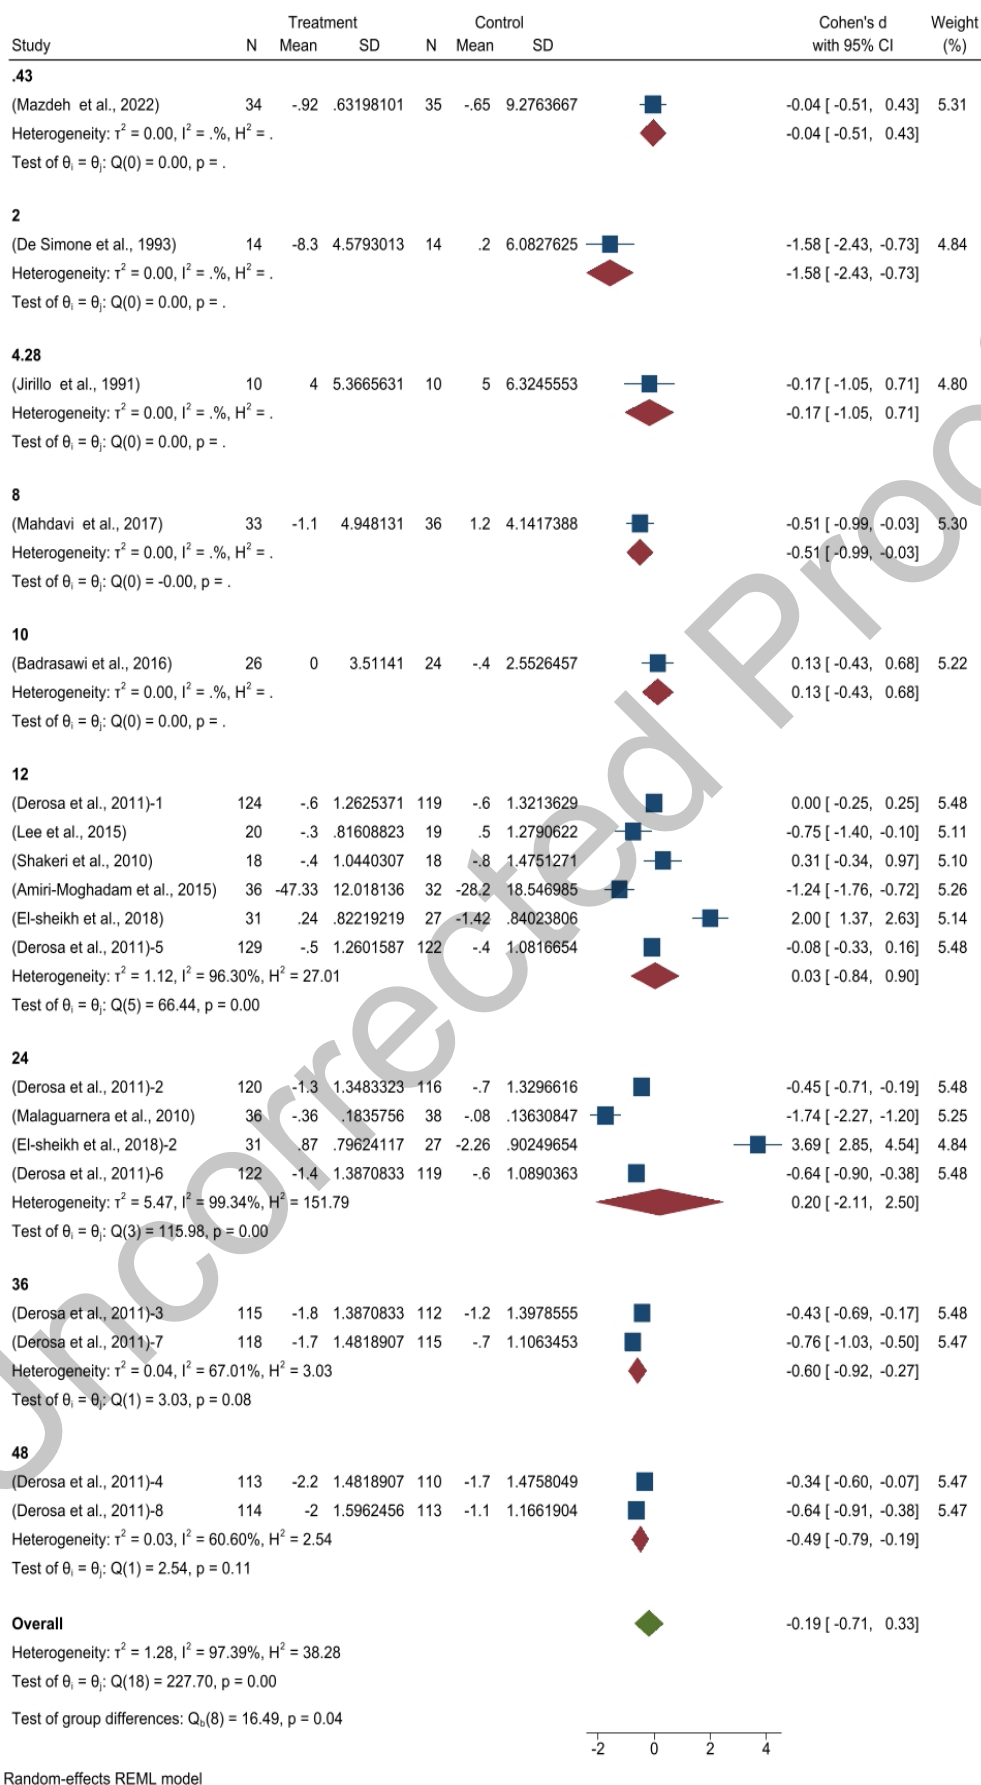 Treatment Control Cohen's d Weight
Study N Mean SD N Mean SD with 95% CI (%)
.43
(Mazdeh et al., 2022) 34 -.92 .63198101 35 -.65 9.2763667 -0.04 [ -0.51, 0.43] 5.31
Heterogeneity: τ² = 0.00, I² = .%, H² = . -0.04 [ -0.51, 0.43]
Test of θᵢ = θⱼ: Q(0) = 0.00, p = .
2
(De Simone et al., 1993) 14 -8.3 4.5793013 14 .2 6.0827625 -1.58 [ -2.43, -0.73] 4.84
Heterogeneity: τ² = 0.00, I² = .%, H² = . -1.58 [ -2.43, -0.73]
Test of θᵢ = θⱼ: Q(0) = 0.00, p = .
4.28
(Jirillo et al., 1991) 10 4 5.3665631 10 5 6.3245553 -0.17 [ -1.05, 0.71] 4.80
Heterogeneity: τ² = 0.00, I² = .%, H² = . -0.17 [ -1.05, 0.71]
Test of θᵢ = θⱼ: Q(0) = 0.00, p = .
8
(Mahdavi et al., 2017) 33 -1.1 4.948131 36 1.2 4.1417388 -0.51 [ -0.99, -0.03] 5.30
Heterogeneity: τ² = 0.00, I² = .%, H² = . -0.51 [ -0.99, -0.03]
Test of θᵢ = θⱼ: Q(0) = -0.00, p = .
10
(Badrasawi et al., 2016) 26 0 3.51141 24 -.4 2.5526457 0.13 [ -0.43, 0.68] 5.22
Heterogeneity: τ² = 0.00, I² = .%, H² = . 0.13 [ -0.43, 0.68]
Test of θᵢ = θⱼ: Q(0) = 0.00, p = .
12
(Derosa et al., 2011)-1 124 -.6 1.2625371 119 -.6 1.3213629 0.00 [ -0.25, 0.25] 5.48
(Lee et al., 2015) 20 -.3 .81608823 19 .5 1.2790622 -0.75 [ -1.40, -0.10] 5.11
(Shakeri et al., 2010) 18 -.4 1.0440307 18 -.8 1.4751271 0.31 [ -0.34, 0.97] 5.10
(Amiri-Moghadam et al., 2015) 36 -47.33 12.018136 32 -28.2 18.546985 -1.24 [ -1.76, -0.72] 5.26
(El-sheikh et al., 2018) 31 .24 .82219219 27 -1.42 .84023806 2.00 [ 1.37, 2.63] 5.14
(Derosa et al., 2011)-5 129 -.5 1.2601587 122 -.4 1.0816654 -0.08 [ -0.33, 0.16] 5.48
Heterogeneity: τ² = 1.12, I² = 96.30%, H² = 27.01 0.03 [ -0.84, 0.90]
Test of θᵢ = θⱼ: Q(5) = 66.44, p = 0.00
24
(Derosa et al., 2011)-2 120 -1.3 1.3483323 116 -.7 1.3296616 -0.45 [ -0.71, -0.19] 5.48
(Malaguarnera et al., 2010) 36 -.36 .1835756 38 -.08 .13630847 -1.74 [ -2.27, -1.20] 5.25
(El-sheikh et al., 2018)-2 31 .87 .79624117 27 -2.26 .90249654 3.69 [ 2.85, 4.54] 4.84
(Derosa et al., 2011)-6 122 -1.4 1.3870833 119 -.6 1.0890363 -0.64 [ -0.90, -0.38] 5.48
Heterogeneity: τ² = 5.47, I² = 99.34%, H² = 151.79 0.20 [ -2.11, 2.50]
Test of θᵢ = θⱼ: Q(3) = 115.98, p = 0.00
36
(Derosa et al., 2011)-3 115 -1.8 1.3870833 112 -1.2 1.3978555 -0.43 [ -0.69, -0.17] 5.48
(Derosa et al., 2011)-7 118 -1.7 1.4818907 115 -.7 1.1063453 -0.76 [ -1.03, -0.50] 5.47
Heterogeneity: τ² = 0.04, I² = 67.01%, H² = 3.03 -0.60 [ -0.92, -0.27]
Test of θᵢ = θⱼ: Q(1) = 3.03, p = 0.08
48
(Derosa et al., 2011)-4 113 -2.2 1.4818907 110 -1.7 1.4758049 -0.34 [ -0.60, -0.07] 5.47
(Derosa et al., 2011)-8 114 -2 1.5962456 113 -1.1 1.1661904 -0.64 [ -0.91, -0.38] 5.47
Heterogeneity: τ² = 0.03, I² = 60.60%, H² = 2.54 -0.49 [ -0.79, -0.19]
Test of θᵢ = θⱼ: Q(1) = 2.54, p = 0.11
Overall -0.19 [ -0.71, 0.33]
Heterogeneity: τ² = 1.28, I² = 97.39%, H² = 38.28
Test of θᵢ = θⱼ: Q(18) = 227.70, p = 0.00
Test of group differences: Q_b(8) = 16.49, p = 0.04
-2 0 2 4
Random-effects REML model
Uncorrected Proo